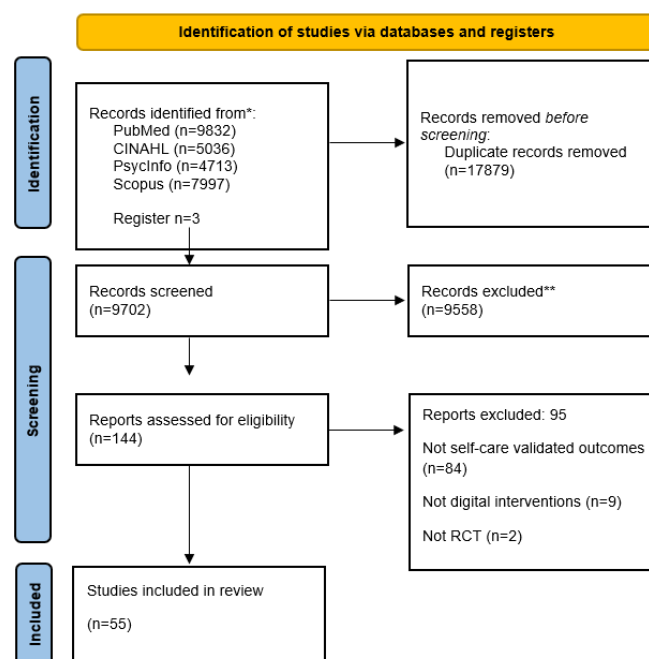 Identification of studies via databases and registers
Identification
Records identified from*:
PubMed (n=9832)
CINAHL (n=5036)
PsycInfo (n=4713)
Scopus (n=7997)
Register n=3
Records removed before
screening:
Duplicate records removed
(n=17879)
Screening
Records screened
(n=9702)
Records excluded**
(n=9558)
Reports assessed for eligibility
(n=144)
Reports excluded: 95
Not self-care validated outcomes
(n=84)
Not digital interventions (n=9)
Not RCT (n=2)
Included
Studies included in review
(n=55)